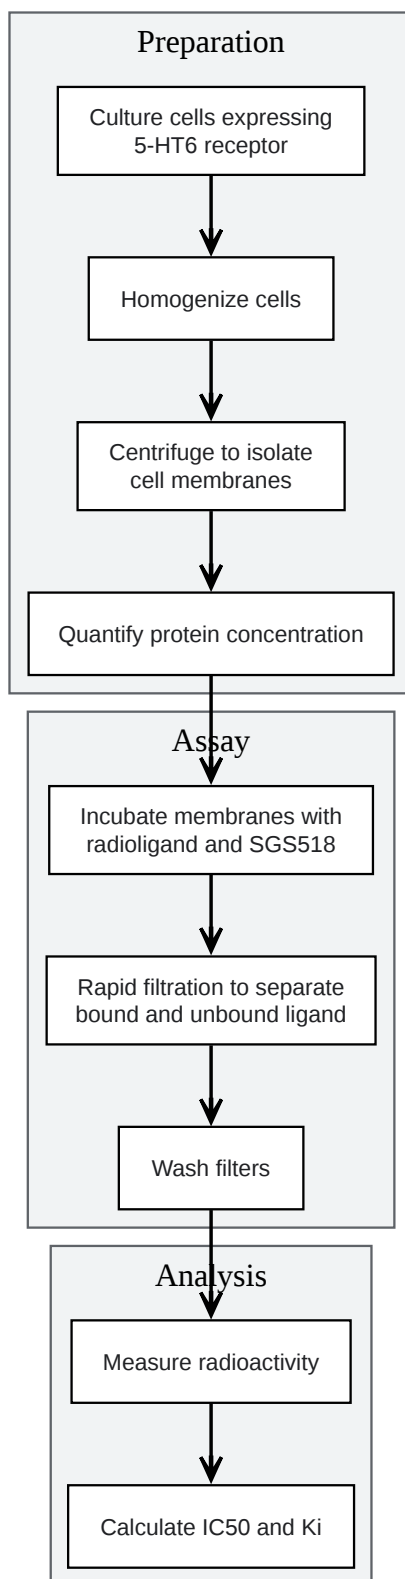 Preparation
Culture cells expressing
5-HT6 receptor
Homogenize cells
Centrifuge to isolate
cell membranes
Quantify protein concentration
Assay
Incubate membranes with
radioligand and SGS518
Rapid filtration to separate
bound and unbound ligand
Wash filters
Analysis
Measure radioactivity
Calculate IC50 and Ki